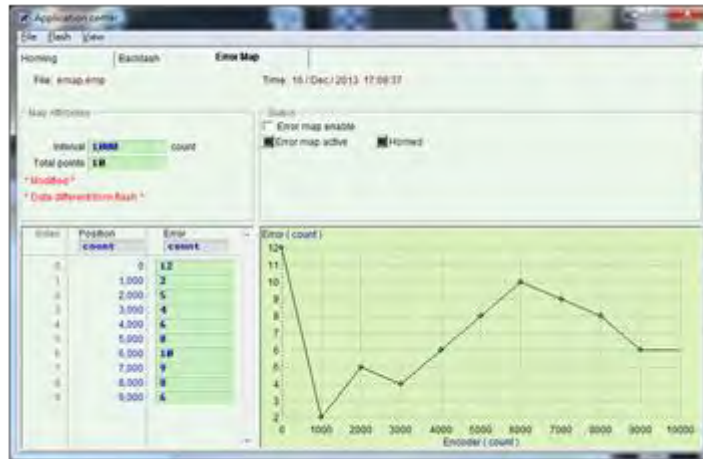 Application center
File Flash View
Homing Backlash Error Map
File: emap.emp Time: 16 / Dec / 2013 17:09:37
Map Attributes Status
Error map enable
Interval 1000 count Error map active Homed
Total points 10
* Modified *
* Data different form flash *
Index Position Error Error ( count )
count count
0 0 12
1 1,000 2
2 2,000 5
3 3,000 4
4 4,000 6
5 5,000 8
6 6,000 10
7 7,000 9
8 8,000 8
9 9,000 6
12
11
10
9
8
7
6
5
4
3
2
0 1000 2000 3000 4000 5000 6000 7000 8000 9000 10000
Encoder ( count )